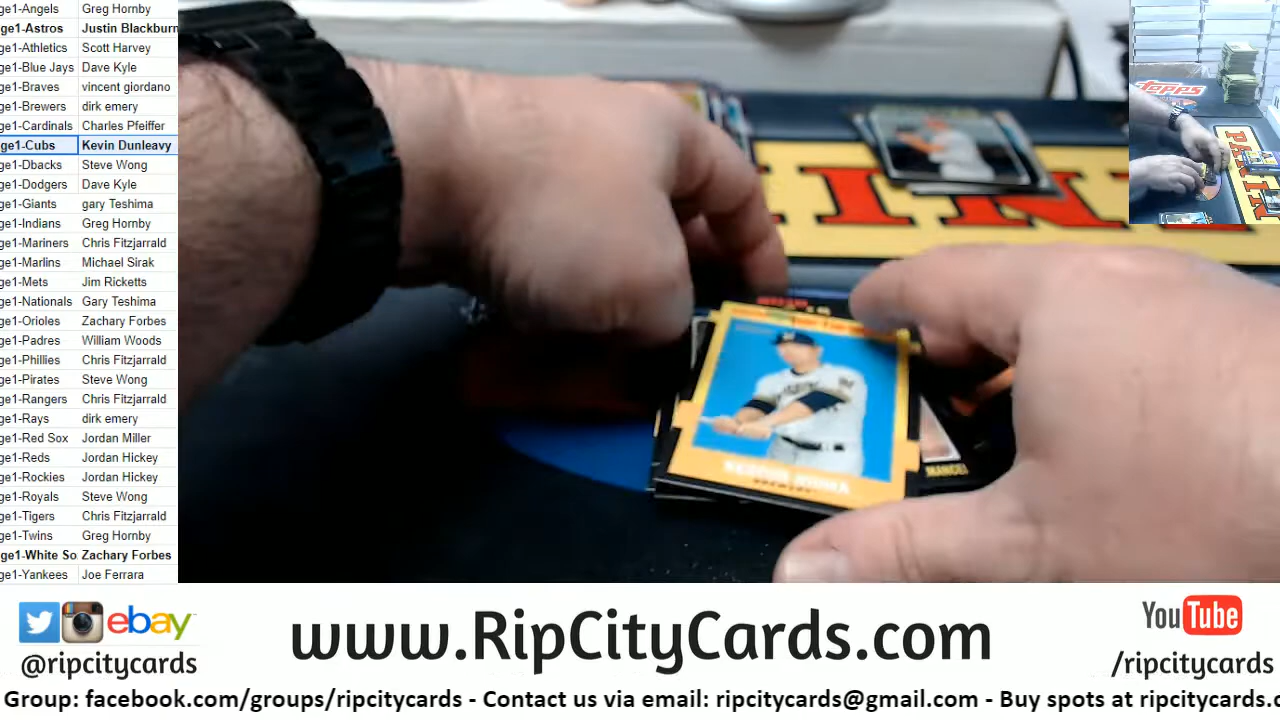 ge1-Angels Greg Hornby
ge1-Astros Justin Blackburn
ge1-Athletics Scott Harvey
ge1-Blue Jays Dave Kyle
ge1-Braves vincent giordano
ge1-Brewers dirk emery
ge1-Cardinals Charles Pfeiffer
ge1-Cubs Kevin Dunleavy
ge1-Dbacks Steve Wong
ge1-Dodgers Dave Kyle
ge1-Giants gary Teshima
ge1-Indians Greg Hornby
ge1-Mariners Chris Fitzjarrald
ge1-Marlins Michael Sirak
ge1-Mets Jim Ricketts
ge1-Nationals Gary Teshima
ge1-Orioles Zachary Forbes
ge1-Padres William Woods
ge1-Phillies Chris Fitzjarrald
ge1-Pirates Steve Wong
ge1-Rangers Chris Fitzjarrald
ge1-Rays dirk emery
ge1-Red Sox Jordan Miller
ge1-Reds Jordan Hickey
ge1-Rockies Jordan Hickey
ge1-Royals Steve Wong
ge1-Tigers Chris Fitzjarrald
ge1-Twins Greg Hornby
ge1-White So Zachary Forbes
ge1-Yankees Joe Ferrara
topps
PANIN
ININI
KESTON HIURA
BREWERS
ebay
@ripcitycards
www.RipCityCards.com
YouTube
/ripcitycards
Group: facebook.com/groups/ripcitycards - Contact us via email: ripcitycards@gmail.com - Buy spots at ripcitycards.c